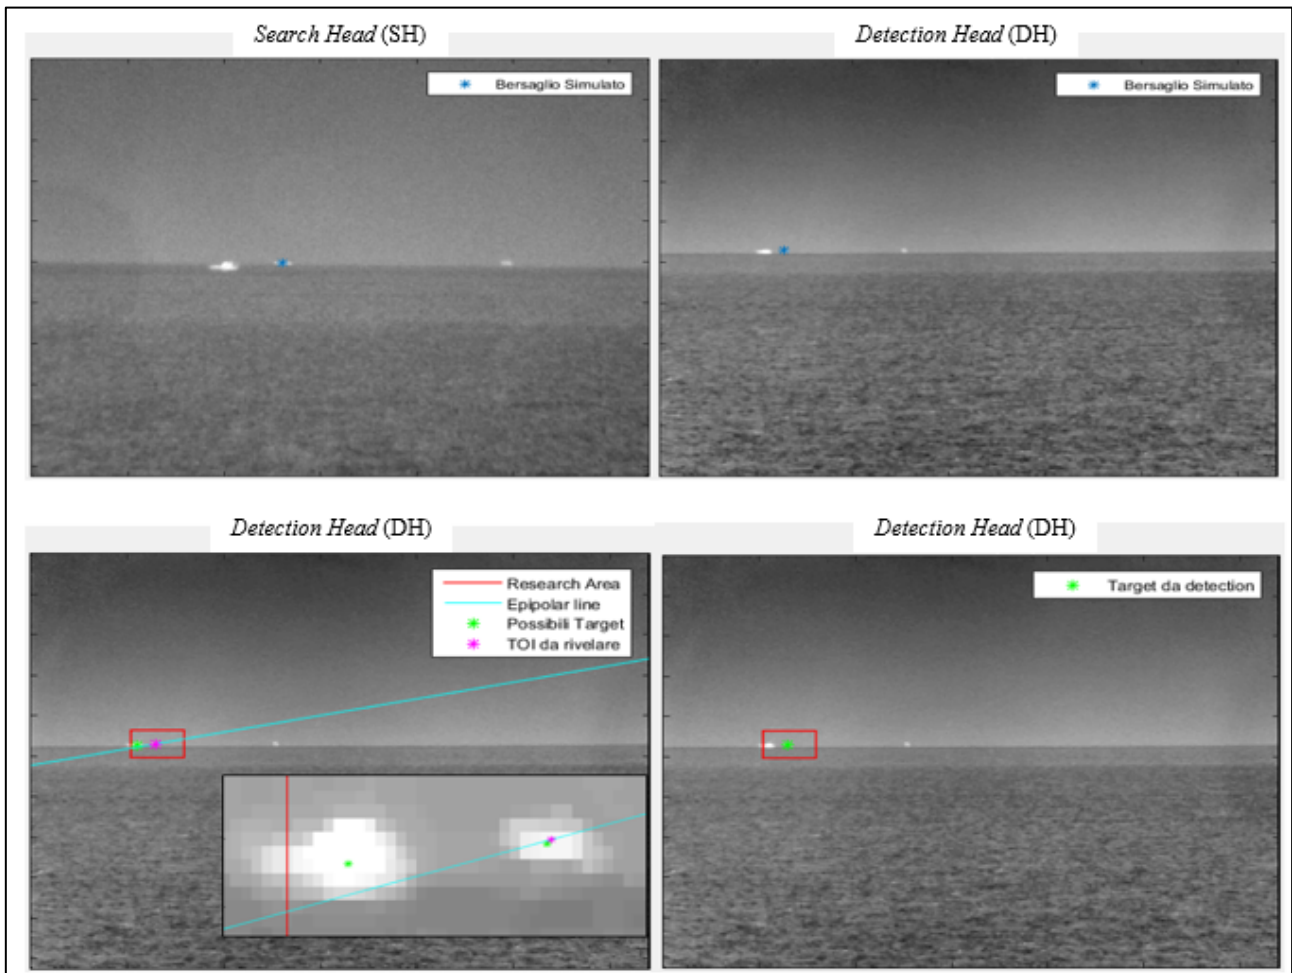 Search Head (SH)
Detection Head (DH)
Bersaglio Simulato
Bersaglio Simulato
Detection Head (DH)
Detection Head (DH)
Research Area
Epipolar line
Possibili Target
TOI da rivelare
Target da detection